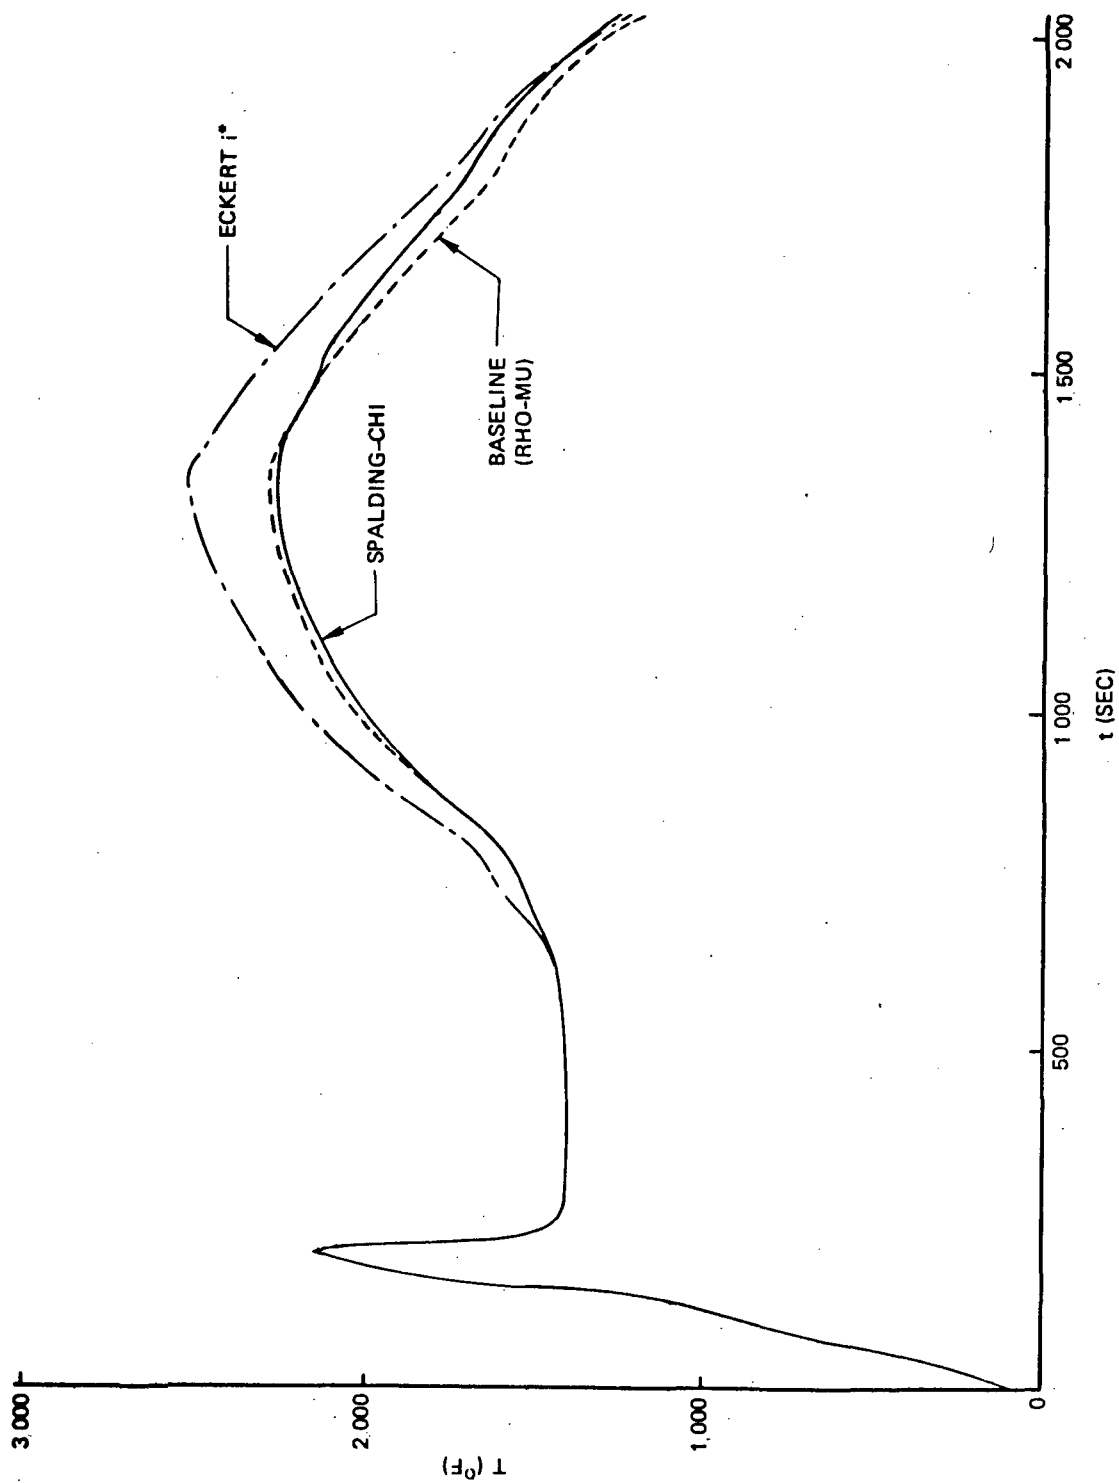 3,000
2,000
1,000
0
T (°F)
500
1 000
1 500
2 000
t (SEC)
ECKERT i*
SPALDING-CHI
BASELINE
(RHO-MU)